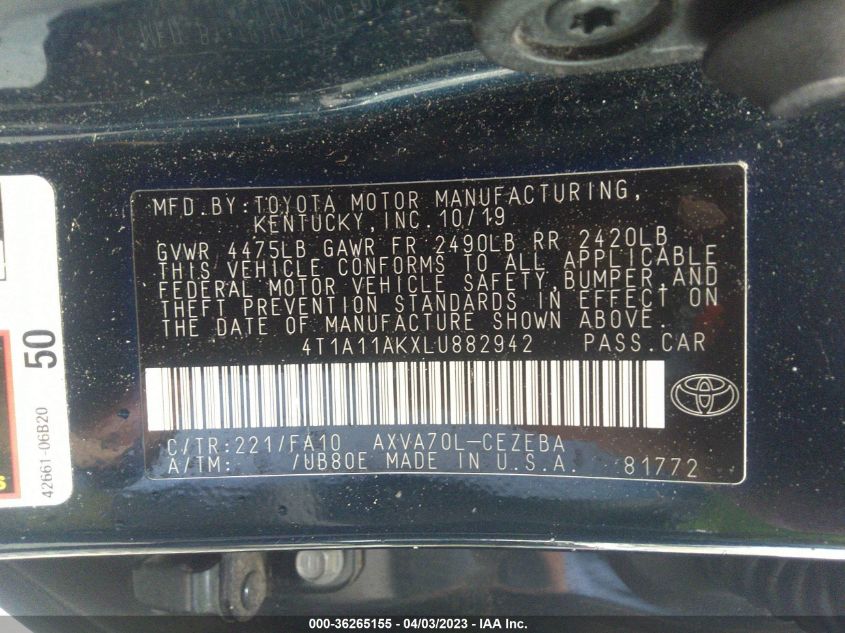 MFD.BY:TOYOTA MOTOR MANUFACTURING,
KENTUCKY,INC.10/19
GVWR 4475LB GAWR FR 2490LB RR 2420LB
THIS VEHICLE CONFORMS TO ALL APPLICABLE
FEDERAL MOTOR VEHICLE SAFETY,BUMPER,AND
THEFT PREVENTION STANDARDS IN EFFECT ON
THE DATE OF MANUFACTURE SHOWN ABOVE.
4T1A11AKXLU882942 PASS.CAR
C/TR:221/FA10 AXVA70L-CEZEBA
A/TM: /UB80E MADE IN U.S.A. 81772
50
42661-06B20
000-36265155 - 04/03/2023 - IAA Inc.